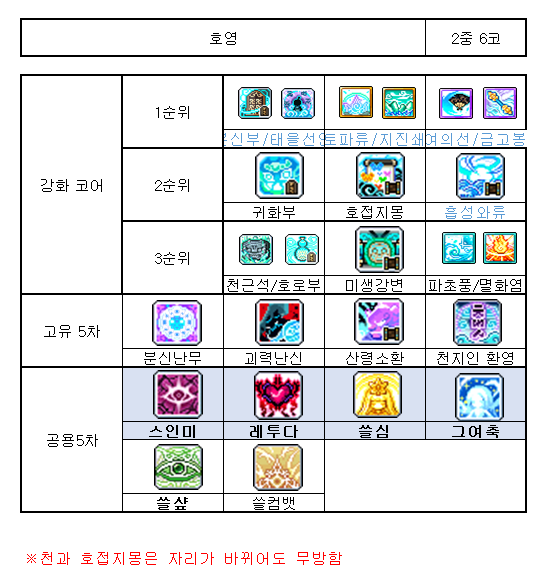 호영 2중 6코
1순위
분신부/태을선인 토파류/지진쇄 여의선/금고봉
강화 코어 2순위
귀화부 호접지몽 흡성와류
3순위
천근석/호로부 미생강변 파초풍/멸화염
고유 5차
분신난무 괴력난신 산령소환 천지인 환영
스인미 레투다 쓸심 그여축
공용5차
쓸샾 쓸컴뱃
※천과 호접지몽은 자리가 바뀌어도 무방함